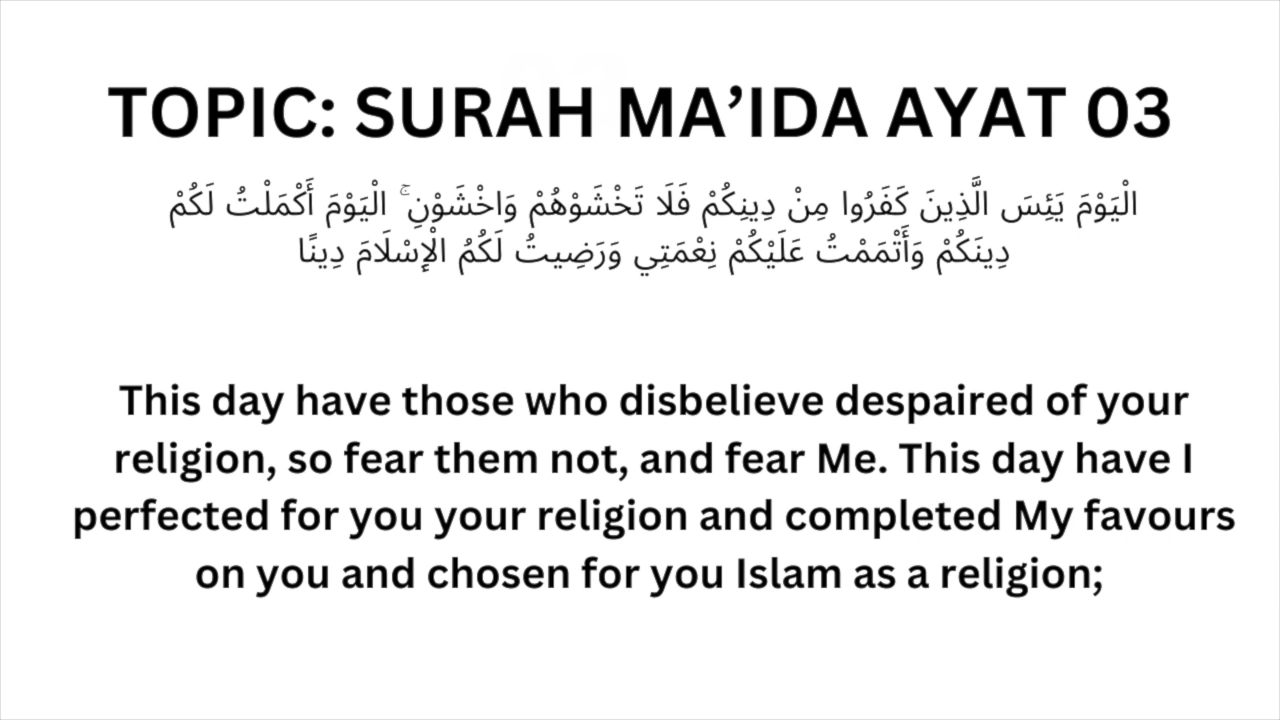 TOPIC: SURAH MA’IDA AYAT 03
الْيَوْمَ يَئِسَ الَّذِينَ كَفَرُوا مِنْ دِينِكُمْ فَلَا تَخْشَوْهُمْ وَاخْشَوْنِ ۚ الْيَوْمَ أَكْمَلْتُ لَكُمْ
دِينَكُمْ وَأَتْمَمْتُ عَلَيْكُمْ نِعْمَتِي وَرَضِيتُ لَكُمُ الْإِسْلَامَ دِينًا
This day have those who disbelieve despaired of your
religion, so fear them not, and fear Me. This day have I
perfected for you your religion and completed My favours
on you and chosen for you Islam as a religion;